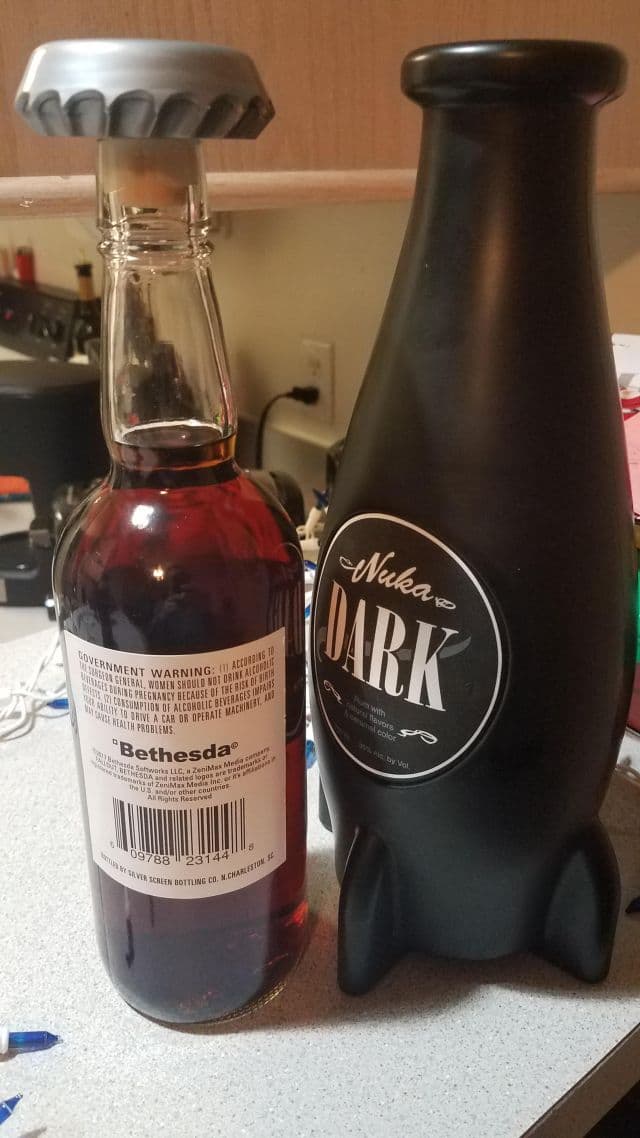 GOVERNMENT WARNING: (1) ACCORDING TO
THE SURGEON GENERAL, WOMEN SHOULD NOT DRINK ALCOHOLIC
BEVERAGES DURING PREGNANCY BECAUSE OF THE RISK OF BIRTH
DEFECTS. (2) CONSUMPTION OF ALCOHOLIC BEVERAGES IMPAIRS
YOUR ABILITY TO DRIVE A CAR OR OPERATE MACHINERY, AND
MAY CAUSE HEALTH PROBLEMS.
Bethesda©
©2017 Bethesda Softworks LLC, a ZeniMax Media company.
FALLOUT, BETHESDA and related logos are trademarks or
registered trademarks of ZeniMax Media Inc. or it's affiliates in
the U.S. and/or other countries.
All Rights Reserved
6 09788 23144 8
BOTTLED BY SILVER SCREEN BOTTLING CO. N.CHARLESTON, SC
Nuka
DARK
Rum with
natural flavors
& caramel color
35% Alc. by Vol.